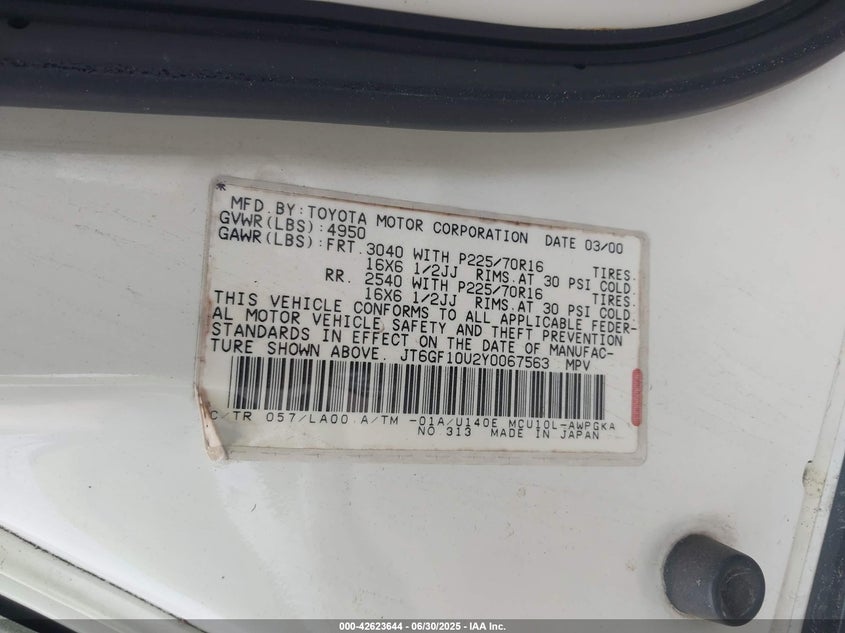 *
MFD.BY:TOYOTA MOTOR CORPORATION DATE 03/00
GVWR(LBS):4950
GAWR(LBS):FRT.3040 WITH P225/70R16 TIRES.
16X6 1/2JJ RIMS.AT 30 PSI COLD.
RR. 2540 WITH P225/70R16 TIRES.
16X6 1/2JJ RIMS.AT 30 PSI COLD.
THIS VEHICLE CONFORMS TO ALL APPLICABLE FEDER-
AL MOTOR VEHICLE SAFETY AND THEFT PREVENTION
STANDARDS IN EFFECT ON THE DATE OF MANUFAC-
TURE SHOWN ABOVE. JT6GF10U2Y0067563 MPV
C/TR 057/LA00 A/TM -01A/U140E MCU10L-AWPGKA
NO 313 MADE IN JAPAN
000-42623644 - 06/30/2025 - IAA Inc.